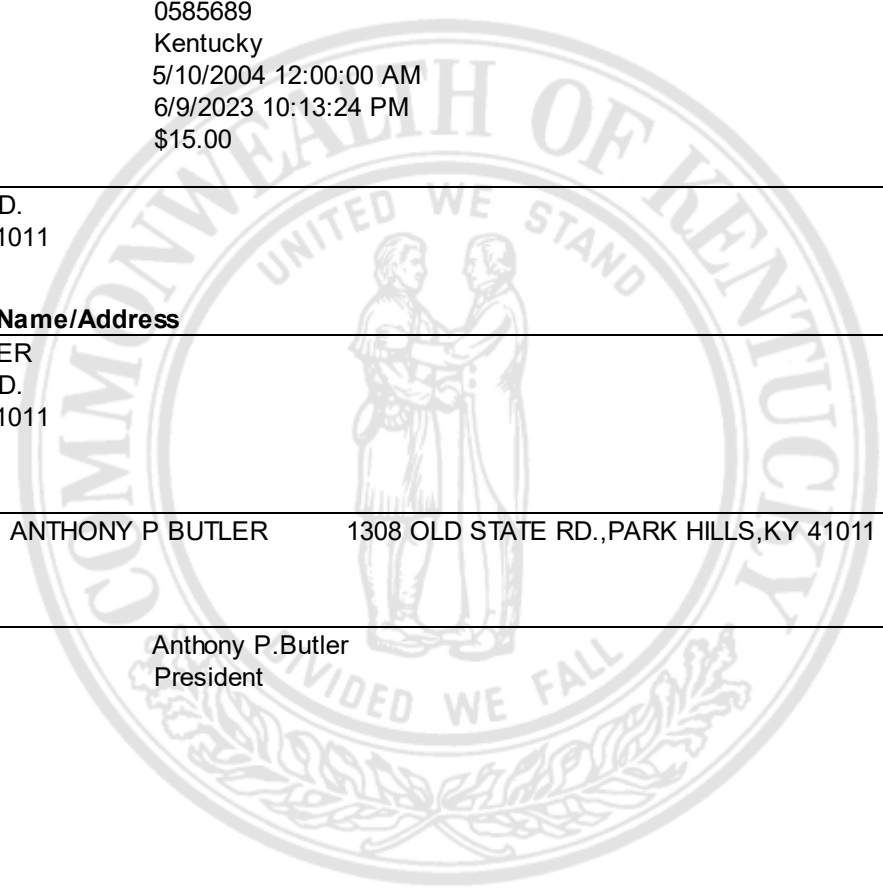 0585689
Kentucky
5/10/2004 12:00:00 AM
6/9/2023 10:13:24 PM
$15.00
D.
1011
Name/Address
ER
D.
1011
ANTHONY P BUTLER 1308 OLD STATE RD.,PARK HILLS,KY 41011
Anthony P.Butler
President
COMMONWEALTH OF KENTUCKY
UNITED WE STAND
DIVIDED WE FALL